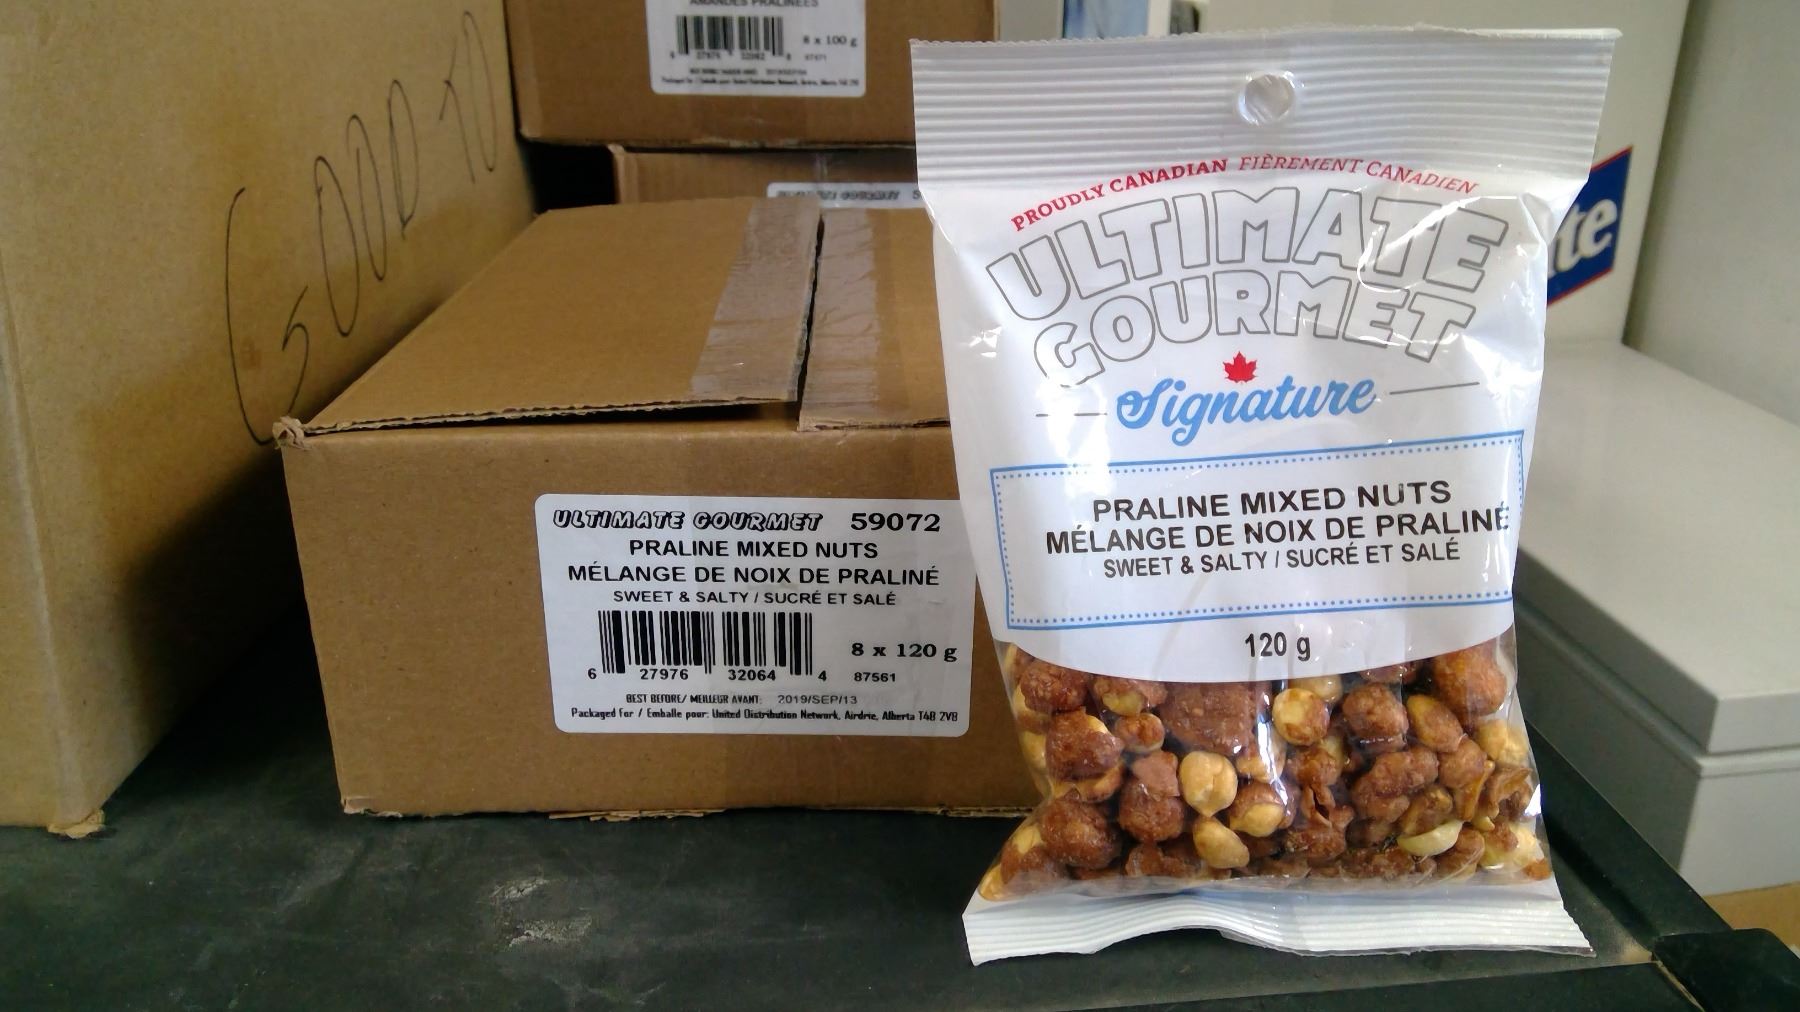 GOOD TO
AMANDES PRALINÉES
8 x 100 g
ULTIMATE GOURMET 59072
PRALINE MIXED NUTS
MÉLANGE DE NOIX DE PRALINÉ
SWEET & SALTY / SUCRÉ ET SALÉ
8 x 120 g
6 27976 32064 4 87561
BEST BEFORE/ MEILLEUR AVANT: 2019/SEP/13
Packaged For / Emballe pour: United Distribution Network, Airdrie, Alberta T4B 2V8
PROUDLY CANADIAN FIÈREMENT CANADIEN
ULTIMATE
GOURMET
Signature
PRALINE MIXED NUTS
MÉLANGE DE NOIX DE PRALINÉ
SWEET & SALTY / SUCRÉ ET SALÉ
120 g
te